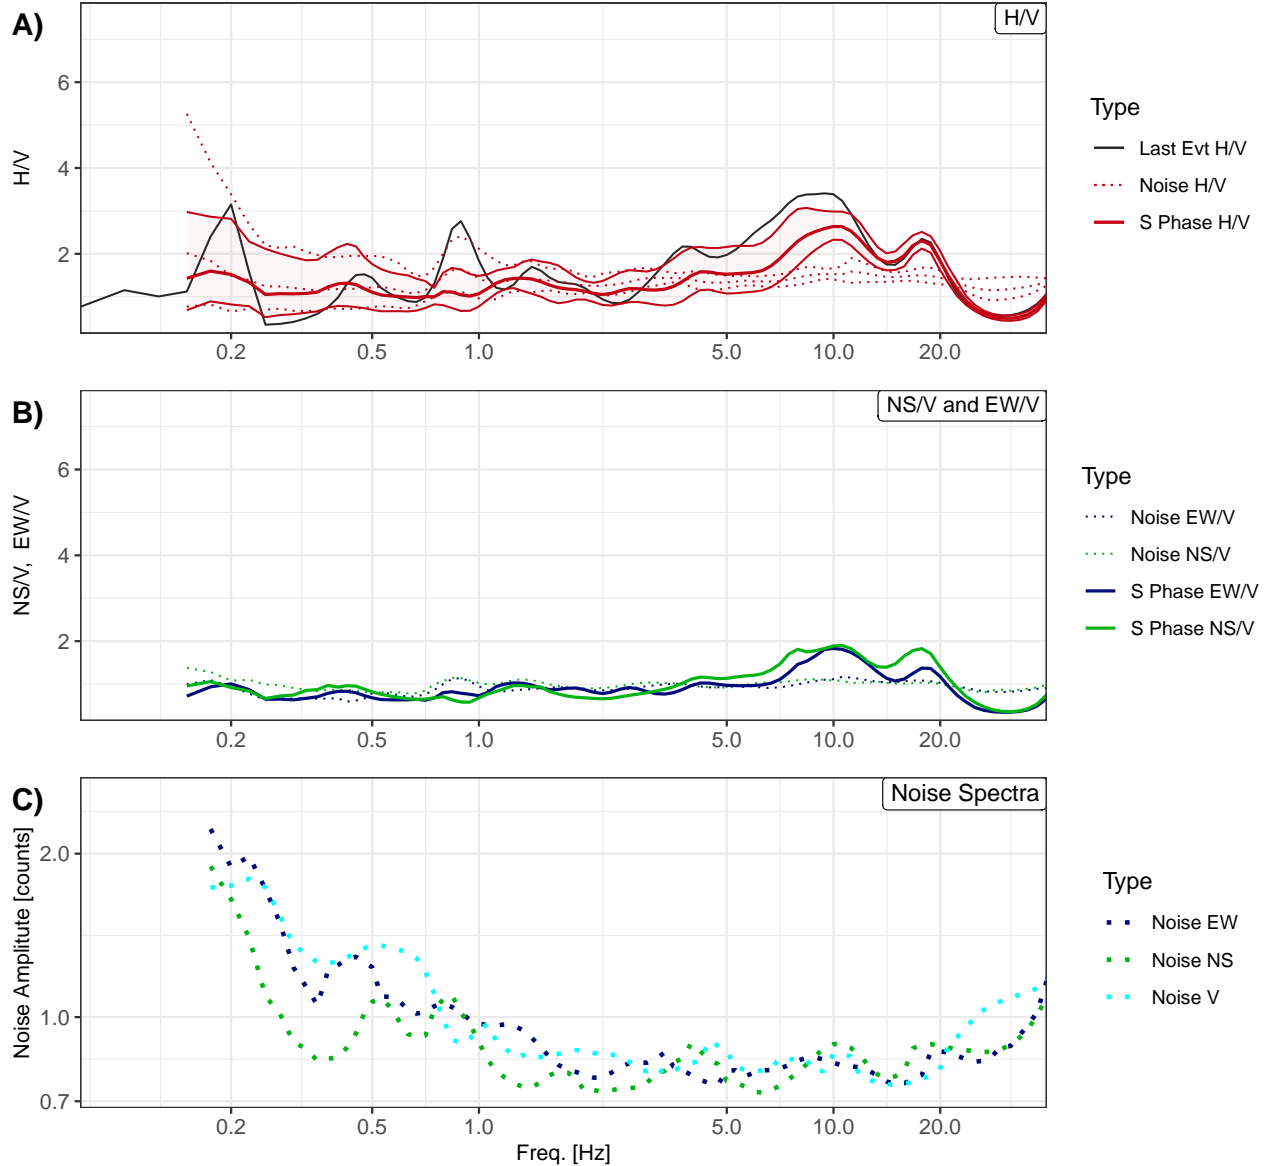 A)
H/V
H/V
6
4
2
0.2 0.5 1.0 5.0 10.0 20.0
Type
Last Evt H/V
Noise H/V
S Phase H/V
B)
NS/V and EW/V
NS/V, EW/V
6
4
2
0.2 0.5 1.0 5.0 10.0 20.0
Type
Noise EW/V
Noise NS/V
S Phase EW/V
S Phase NS/V
C)
Noise Spectra
Noise Amplitude [counts]
2.0
1.0
0.7
0.2 0.5 1.0 5.0 10.0 20.0
Freq. [Hz]
Type
Noise EW
Noise NS
Noise V